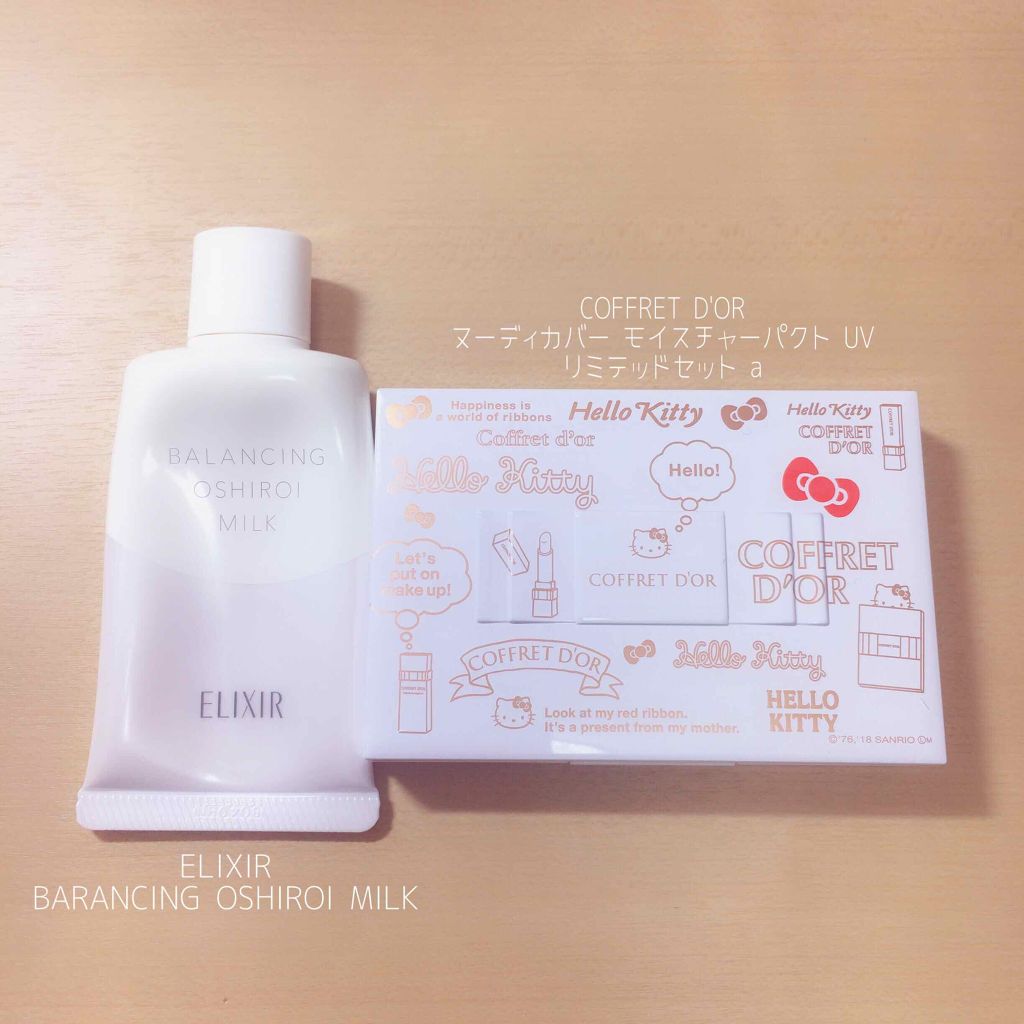 COFFRET D'OR
ヌーディカバー モイスチャーパクト UV
リミテッドセット a
BALANCING
OSHIROI
MILK
ELIXIR
Happiness is
a world of ribbons
Hello Kitty
Hello Kitty
COFFRET
D'OR
Coffret d'or
Hello Kitty
Hello!
Let's
put on
make up!
COFFRET D'OR
COFFRET
D'OR
COFFRET D'OR
Hello Kitty
Look at my red ribbon.
It's a present from my mother.
HELLO
KITTY
©'76,'18 SANRIO
ELIXIR
BARANCING OSHIROI MILK